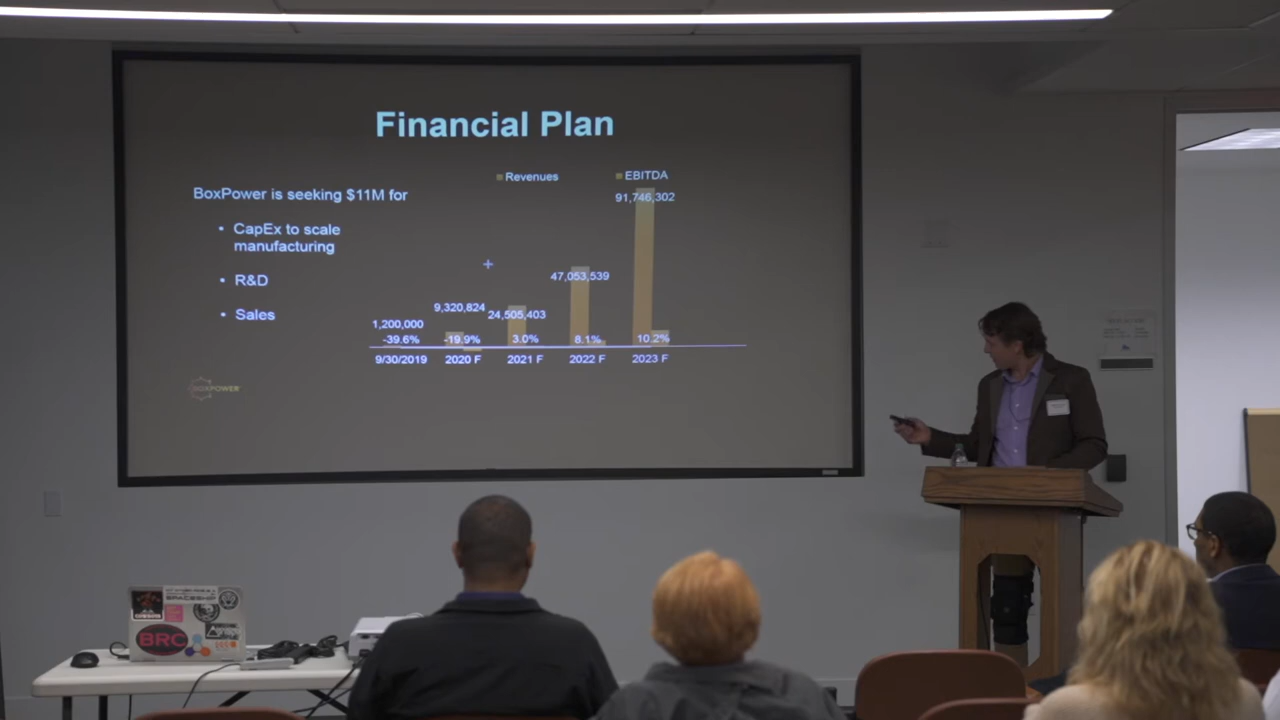 Financial Plan
BoxPower is seeking $11M for
• CapEx to scale
manufacturing
• R&D
• Sales
Revenues EBITDA
91,746,302
47,053,539
9,320,824 24,505,403
1,200,000
-39.6% -19.9% 3.0% 8.1% 10.2%
9/30/2019 2020 F 2021 F 2022 F 2023 F
BOXPOWER
SPACESHIP
BRC